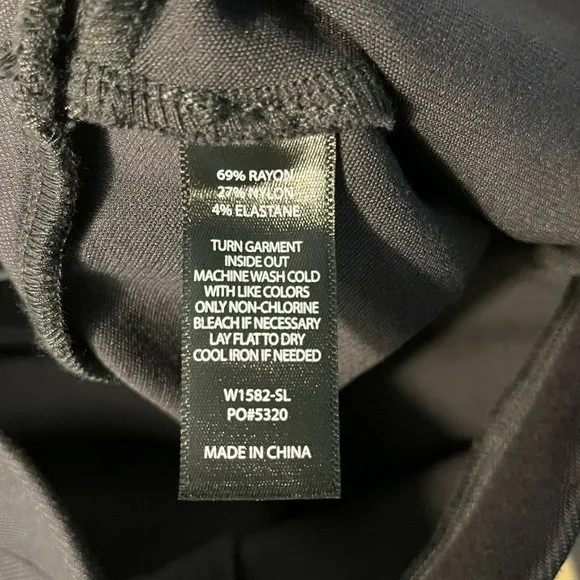 69% RAYON
27% NYLON
4% ELASTANE
TURN GARMENT
INSIDE OUT
MACHINE WASH COLD
WITH LIKE COLORS
ONLY NON-CHLORINE
BLEACH IF NECESSARY
LAY FLAT TO DRY
COOL IRON IF NEEDED
W1582-SL
PO#5320
MADE IN CHINA